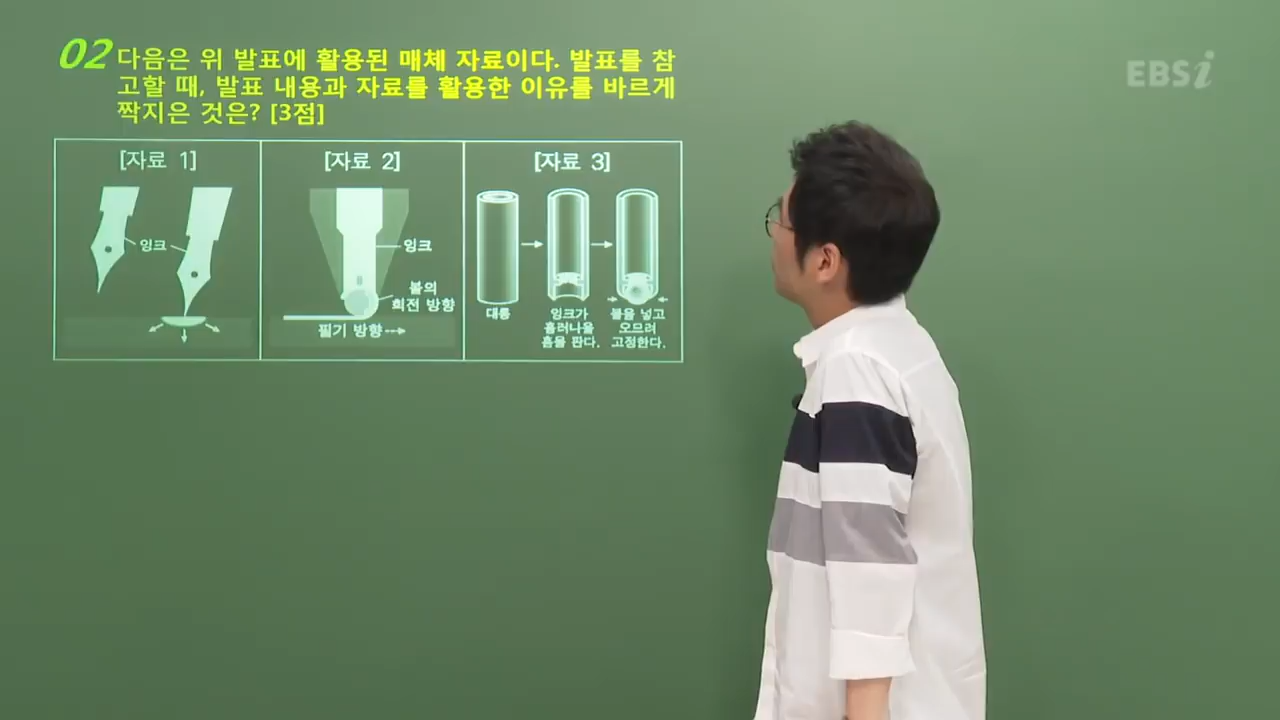 02 다음은 위 발표에 활용된 매체 자료이다. 발표를 참
고할 때, 발표 내용과 자료를 활용한 이유를 바르게
짝지은 것은? [3점]
EBSi
[자료 1]
잉크
[자료 2]
잉크
볼의
회전 방향
필기 방향
[자료 3]
대롱
잉크가
흘러나올
홈을 판다.
볼을 넣고
오므려
고정한다.